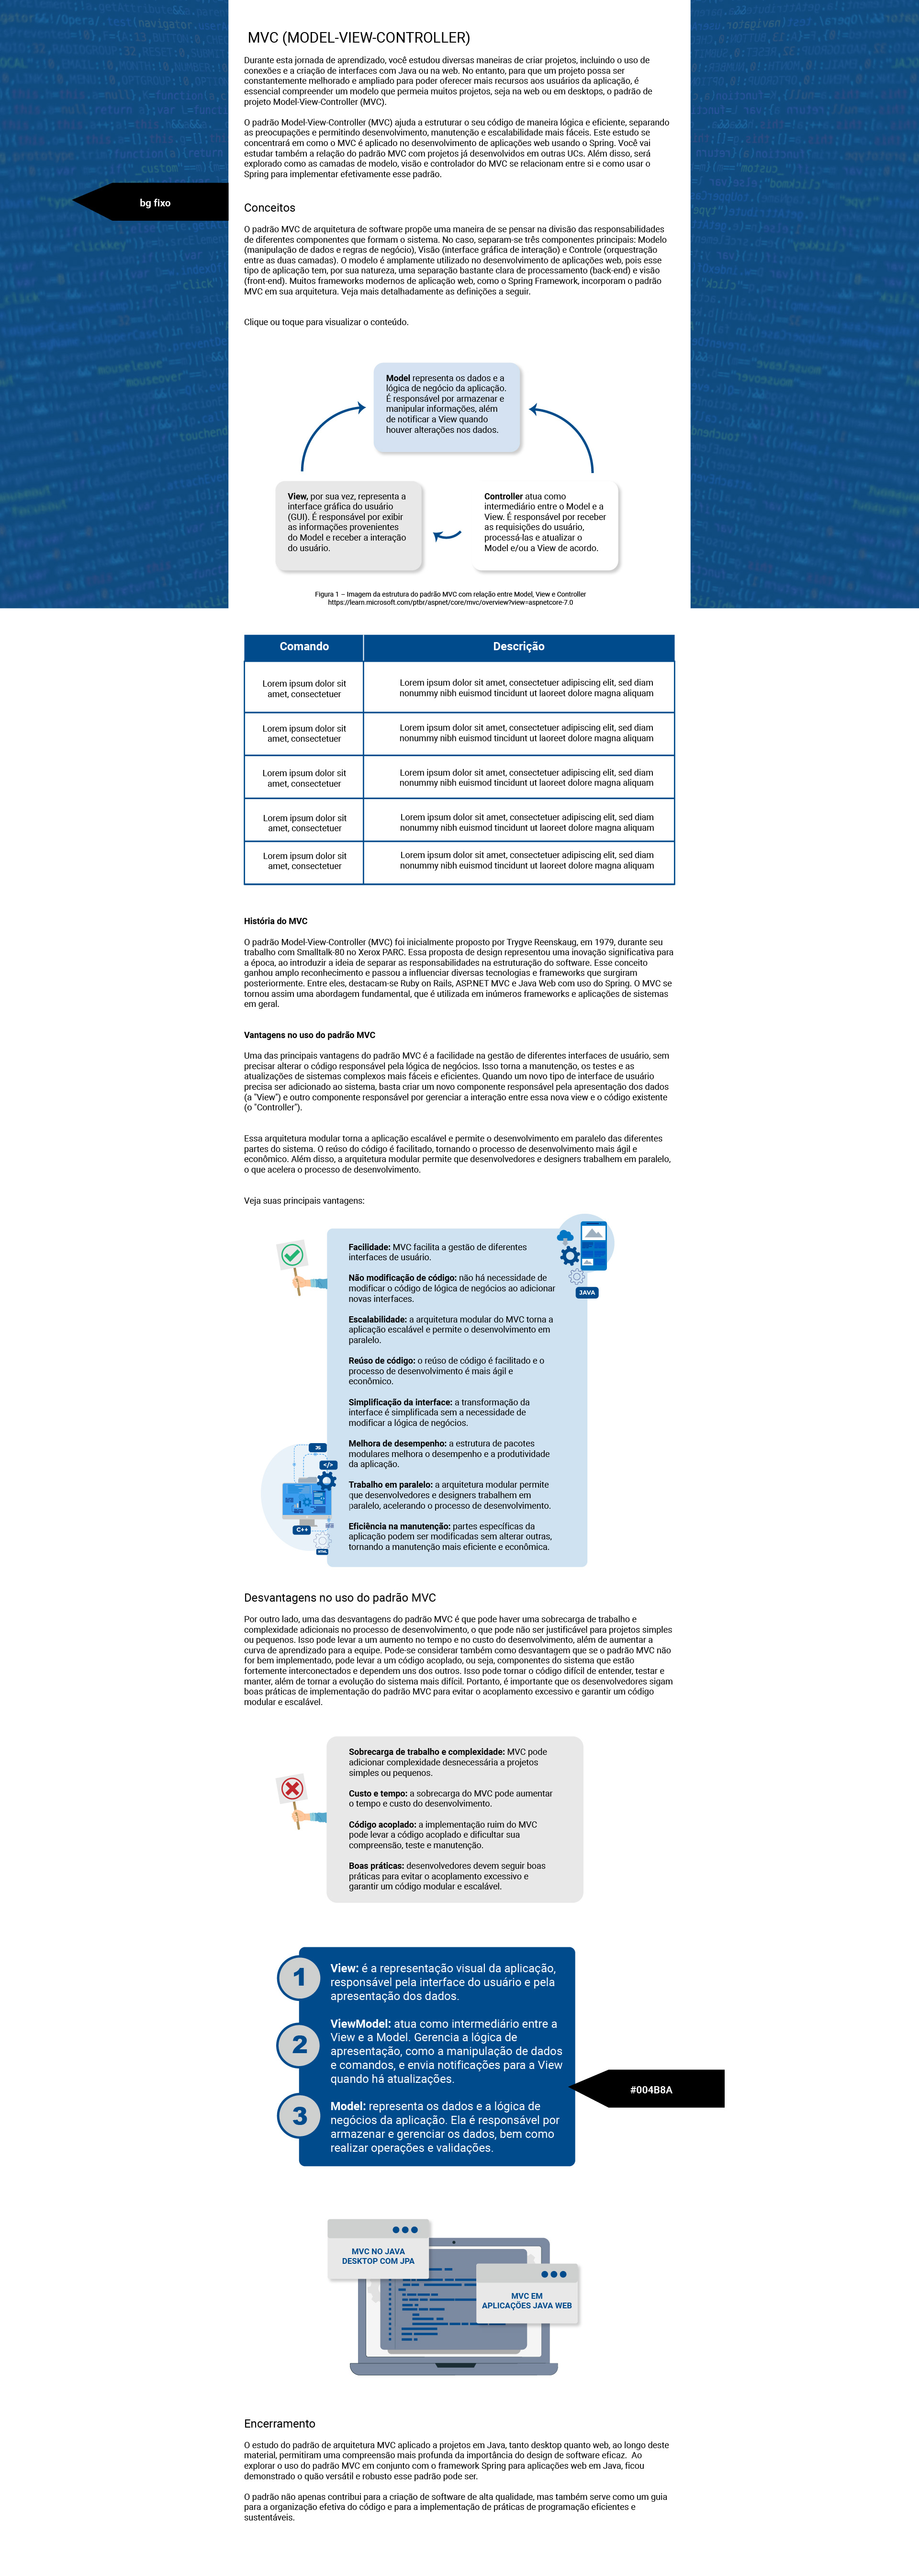 MVC (MODEL-VIEW-CONTROLLER)
Durante esta jornada de aprendizado, você estudou diversas maneiras de criar projetos, incluindo o uso de
conexões e a criação de interfaces com Java ou na web. No entanto, para que um projeto possa ser
constantemente melhorado e ampliado para poder oferecer mais recursos aos usuários da aplicação, é
essencial compreender um modelo que permeia muitos projetos, seja na web ou em desktops, o padrão de
projeto Model-View-Controller (MVC).
O padrão Model-View-Controller (MVC) ajuda a estruturar o seu código de maneira lógica e eficiente, separando
as preocupações e permitindo desenvolvimento, manutenção e escalabilidade mais fáceis. Este estudo se
concentrará em como o MVC é aplicado no desenvolvimento de aplicações web usando o Spring. Você vai
estudar também a relação do padrão MVC com projetos já desenvolvidos em outras UCs. Além disso, será
explorado como as camadas de modelo, visão e controlador do MVC se relacionam entre si e como usar o
Spring para implementar efetivamente esse padrão.
bg fixo
Conceitos
O padrão MVC de arquitetura de software propõe uma maneira de se pensar na divisão das responsabilidades
de diferentes componentes que formam o sistema. No caso, separam-se três componentes principais: Modelo
(manipulação de dados e regras de negócio), Visão (interface gráfica de interação) e Controle (orquestração
entre as duas camadas). O modelo é amplamente utilizado no desenvolvimento de aplicações web, pois esse
tipo de aplicação tem, por sua natureza, uma separação bastante clara de processamento (back-end) e visão
(front-end). Muitos frameworks modernos de aplicação web, como o Spring Framework, incorporam o padrão
MVC em sua arquitetura. Veja mais detalhadamente as definições a seguir.
Clique ou toque para visualizar o conteúdo.
Model representa os dados e a
lógica de negócio da aplicação.
É responsável por armazenar e
manipular informações, além
de notificar a View quando
houver alterações nos dados.
View, por sua vez, representa a
interface gráfica do usuário
(GUI). É responsável por exibir
as informações provenientes
do Model e receber a interação
do usuário.
Controller atua como
intermediário entre o Model e a
View. É responsável por receber
as requisições do usuário,
processá-las e atualizar o
Model e/ou a View de acordo.
Figura 1 – Imagem da estrutura do padrão MVC com relação entre Model, View e Controller
https://learn.microsoft.com/ptbr/aspnet/core/mvc/overview?view=aspnetcore-7.0
Comando Descrição
Lorem ipsum dolor sit
amet, consectetuer
Lorem ipsum dolor sit amet, consectetuer adipiscing elit, sed diam
nonummy nibh euismod tincidunt ut laoreet dolore magna aliquam
Lorem ipsum dolor sit
amet, consectetuer
Lorem ipsum dolor sit amet, consectetuer adipiscing elit, sed diam
nonummy nibh euismod tincidunt ut laoreet dolore magna aliquam
Lorem ipsum dolor sit
amet, consectetuer
Lorem ipsum dolor sit amet, consectetuer adipiscing elit, sed diam
nonummy nibh euismod tincidunt ut laoreet dolore magna aliquam
Lorem ipsum dolor sit
amet, consectetuer
Lorem ipsum dolor sit amet, consectetuer adipiscing elit, sed diam
nonummy nibh euismod tincidunt ut laoreet dolore magna aliquam
Lorem ipsum dolor sit
amet, consectetuer
Lorem ipsum dolor sit amet, consectetuer adipiscing elit, sed diam
nonummy nibh euismod tincidunt ut laoreet dolore magna aliquam
História do MVC
O padrão Model-View-Controller (MVC) foi inicialmente proposto por Trygve Reenskaug, em 1979, durante seu
trabalho com Smalltalk-80 no Xerox PARC. Essa proposta de design representou uma inovação significativa para
a época, ao introduzir a ideia de separar as responsabilidades na estruturação do software. Esse conceito
ganhou amplo reconhecimento e passou a influenciar diversas tecnologias e frameworks que surgiram
posteriormente. Entre eles, destacam-se Ruby on Rails, ASP.NET MVC e Java Web com uso do Spring. O MVC se
tornou assim uma abordagem fundamental, que é utilizada em inúmeros frameworks e aplicações de sistemas
em geral.
Vantagens no uso do padrão MVC
Uma das principais vantagens do padrão MVC é a facilidade na gestão de diferentes interfaces de usuário, sem
precisar alterar o código responsável pela lógica de negócios. Isso torna a manutenção, os testes e as
atualizações de sistemas complexos mais fáceis e eficientes. Quando um novo tipo de interface de usuário
precisa ser adicionado ao sistema, basta criar um novo componente responsável pela apresentação dos dados
(a "View") e outro componente responsável por gerenciar a interação entre essa nova view e o código existente
(o "Controller").
Essa arquitetura modular torna a aplicação escalável e permite o desenvolvimento em paralelo das diferentes
partes do sistema. O reúso do código é facilitado, tornando o processo de desenvolvimento mais ágil e
econômico. Além disso, a arquitetura modular permite que desenvolvedores e designers trabalhem em paralelo,
o que acelera o processo de desenvolvimento.
Veja suas principais vantagens:
Facilidade: MVC facilita a gestão de diferentes
interfaces de usuário.
Não modificação de código: não há necessidade de
modificar o código de lógica de negócios ao adicionar
novas interfaces.
JAVA
Escalabilidade: a arquitetura modular do MVC torna a
aplicação escalável e permite o desenvolvimento em
paralelo.
Reúso de código: o reúso de código é facilitado e o
processo de desenvolvimento é mais ágil e
econômico.
Simplificação da interface: a transformação da
interface é simplificada sem a necessidade de
modificar a lógica de negócios.
Melhora de desempenho: a estrutura de pacotes
modulares melhora o desempenho e a produtividade
da aplicação.
Trabalho em paralelo: a arquitetura modular permite
que desenvolvedores e designers trabalhem em
paralelo, acelerando o processo de desenvolvimento.
Eficiência na manutenção: partes específicas da
aplicação podem ser modificadas sem alterar outras,
tornando a manutenção mais eficiente e econômica.
JS
</>
C++
HTML
Desvantagens no uso do padrão MVC
Por outro lado, uma das desvantagens do padrão MVC é que pode haver uma sobrecarga de trabalho e
complexidade adicionais no processo de desenvolvimento, o que pode não ser justificável para projetos simples
ou pequenos. Isso pode levar a um aumento no tempo e no custo do desenvolvimento, além de aumentar a
curva de aprendizado para a equipe. Pode-se considerar também como desvantagem que se o padrão MVC não
for bem implementado, pode levar a um código acoplado, ou seja, componentes do sistema que estão
fortemente interconectados e dependem uns dos outros. Isso pode tornar o código difícil de entender, testar e
manter, além de tornar a evolução do sistema mais difícil. Portanto, é importante que os desenvolvedores sigam
boas práticas de implementação do padrão MVC para evitar o acoplamento excessivo e garantir um código
modular e escalável.
Sobrecarga de trabalho e complexidade: MVC pode
adicionar complexidade desnecessária a projetos
simples ou pequenos.
Custo e tempo: a sobrecarga do MVC pode aumentar
o tempo e custo do desenvolvimento.
Código acoplado: a implementação ruim do MVC
pode levar a código acoplado e dificultar sua
compreensão, teste e manutenção.
Boas práticas: desenvolvedores devem seguir boas
práticas para evitar o acoplamento excessivo e
garantir um código modular e escalável.
1
View: é a representação visual da aplicação,
responsável pela interface do usuário e pela
apresentação dos dados.
2
ViewModel: atua como intermediário entre a
View e a Model. Gerencia a lógica de
apresentação, como a manipulação de dados
e comandos, e envia notificações para a View
quando há atualizações.
3
Model: representa os dados e a lógica de
negócios da aplicação. Ela é responsável por
armazenar e gerenciar os dados, bem como
realizar operações e validações.
#004B8A
MVC NO JAVA
DESKTOP COM JPA
MVC EM
APLICAÇÕES JAVA WEB
Encerramento
O estudo do padrão de arquitetura MVC aplicado a projetos em Java, tanto desktop quanto web, ao longo deste
material, permitiram uma compreensão mais profunda da importância do design de software eficaz. Ao
explorar o uso do padrão MVC em conjunto com o framework Spring para aplicações web em Java, ficou
demonstrado o quão versátil e robusto esse padrão pode ser.
O padrão não apenas contribui para a criação de software de alta qualidade, mas também serve como um guia
para a organização efetiva do código e para a implementação de práticas de programação eficientes e
sustentáveis.